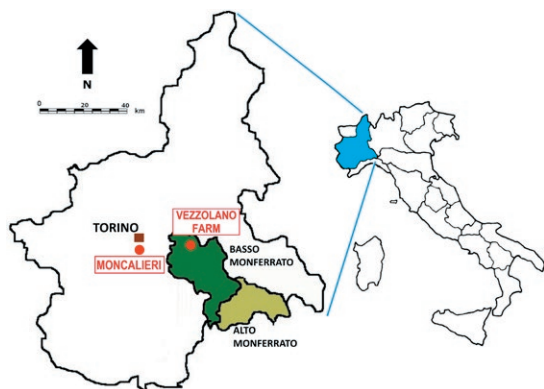 N
0 20 40
km
TORINO
MONCALIERI
VEZZOLANO
FARM
BASSO
MONFERRATO
ALTO
MONFERRATO